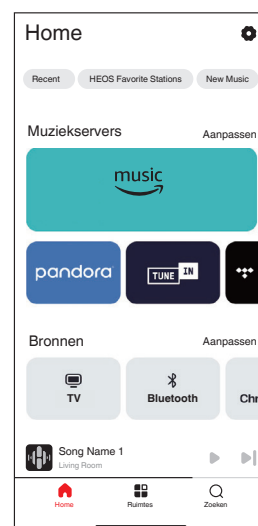 Home
Recent HEOS Favorite Stations New Music
Muziekservers Aanpassen
music
pandora TUNE IN
Bronnen Aanpassen
TV Bluetooth Chr
Song Name 1
Living Room
Home Ruimtes Zoeken